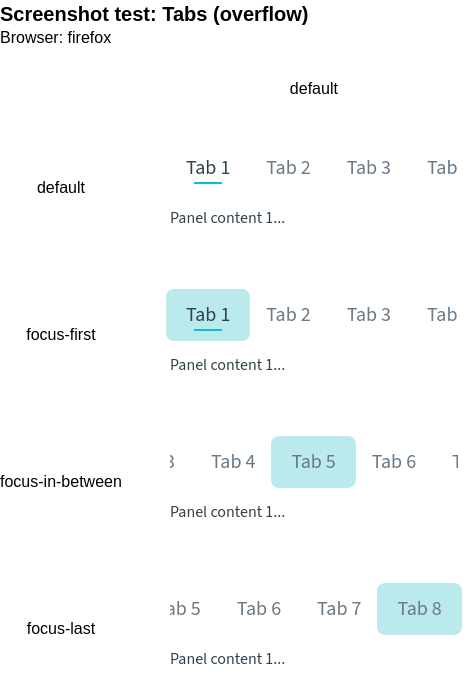 Screenshot test: Tabs (overflow)
Browser: firefox
default
default
Tab 1 Tab 2 Tab 3 Tab
Panel content 1...
focus-first
Tab 1 Tab 2 Tab 3 Tab
Panel content 1...
focus-in-between
3 Tab 4 Tab 5 Tab 6 T
Panel content 1...
focus-last
ab 5 Tab 6 Tab 7 Tab 8
Panel content 1...